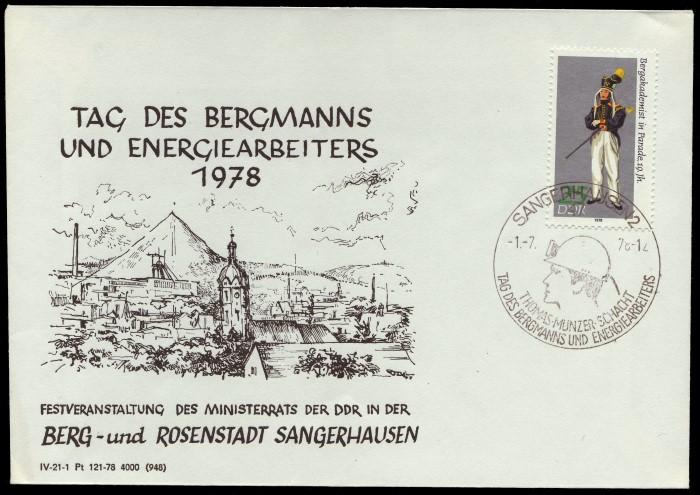 TAG DES BERGMANNS
UND ENERGIEARBEITERS
1978
FESTVERANSTALTUNG DES MINISTERRATS DER DDR IN DER
BERG- und ROSENSTADT SANGERHAUSEN
IV-21-1 Pt 121-78 4000 (948)
Bergakademist in Parade.19.Jh.
DDR
1978
SANGERHAUSEN 2
-1.-7. 78-12
THOMAS-MÜNZER-SCHACHT
TAG DES BERGMANNS UND ENERGIEARBEITERS